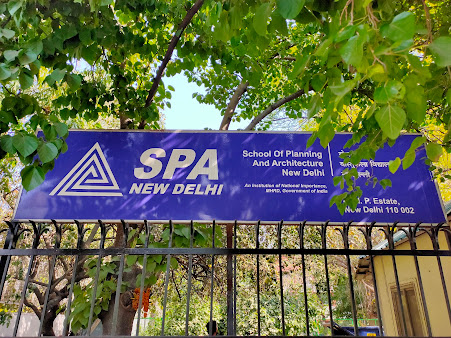 SPA
NEW DELHI
School Of Planning
And Architecture
New Delhi
An Institution of National Importance,
MHRD, Government of India
P. Estate,
New Delhi 110 002